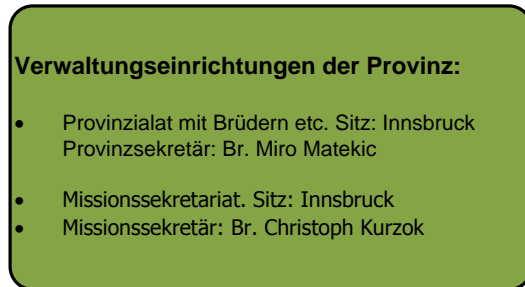 Verwaltungseinrichtungen der Provinz:
• Provinzialat mit Brüdern etc. Sitz: Innsbruck
Provinzsekretär: Br. Miro Matekic
• Missionssekretariat. Sitz: Innsbruck
• Missionssekretär: Br. Christoph Kurzok